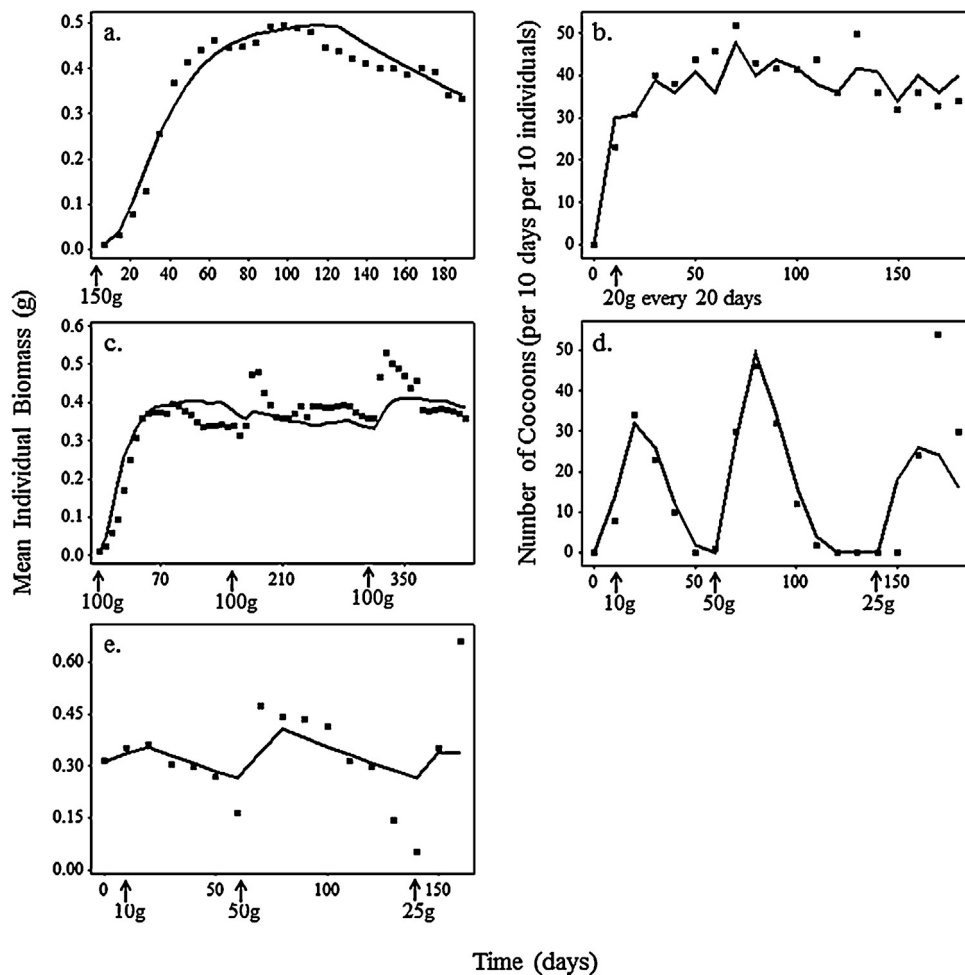 Mean Individual Biomass (g)
a.
0.5
0.4
0.3
0.2
0.1
0.0
20 40 60 80 100 120 140 160 180
150g
Number of Cocoons (per 10 days per 10 individuals)
b.
50
40
30
20
10
0
0 50 100 150
20g every 20 days
c.
0.6
0.5
0.4
0.3
0.2
0.1
0.0
70 210 350
100g 100g 100g
d.
50
40
30
20
10
0
0 50 100 150
10g 50g 25g
e.
0.60
0.45
0.30
0.15
0.00
0 50 100 150
10g 50g 25g
Time (days)